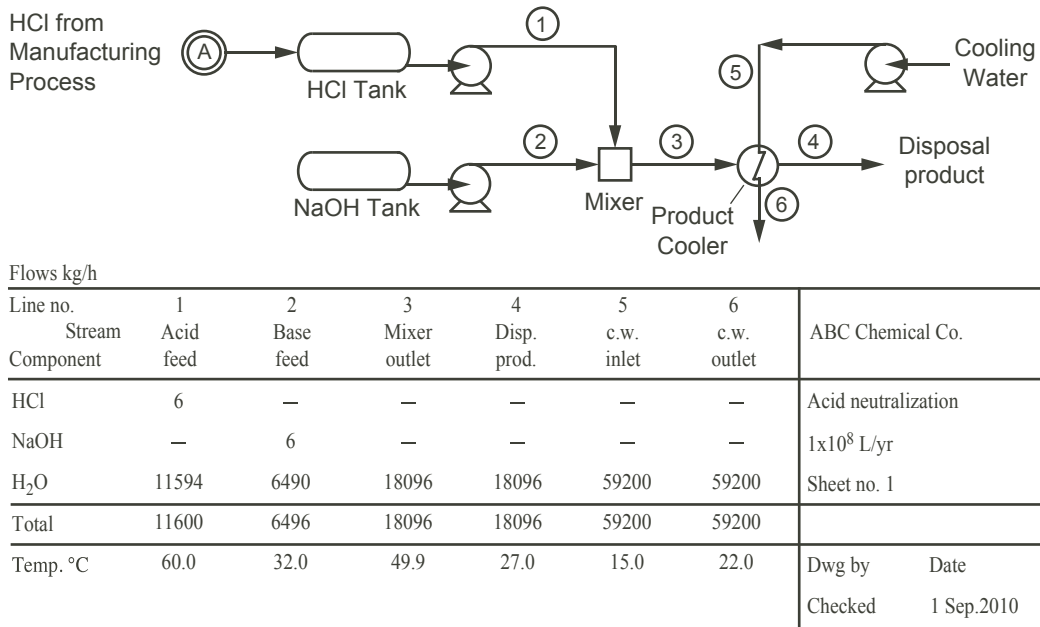 HCl from
Manufacturing
Process
A
HCl Tank
1
5
Cooling
Water
NaOH Tank
2
Mixer
3
Product
Cooler
4
6
Disposal
product
Flows kg/h
Line no. 1 2 3 4 5 6
Stream Acid Base Mixer Disp. c.w. c.w. ABC Chemical Co.
Component feed feed outlet prod. inlet outlet
HCl 6 — — — — — Acid neutralization
NaOH — 6 — — — — 1x10⁸ L/yr
H₂O 11594 6490 18096 18096 59200 59200 Sheet no. 1
Total 11600 6496 18096 18096 59200 59200
Temp. °C 60.0 32.0 49.9 27.0 15.0 22.0 Dwg by Date
Checked 1 Sep.2010